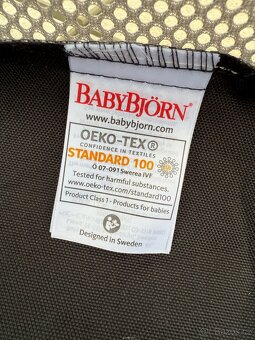 BABYBJÖRN®
www.babybjorn.com
OEKO-TEX®
CONFIDENCE IN TEXTILES
STANDARD 100
Ö 07-091 Swerea IVF
Tested for harmful substances.
www.oeko-tex.com/standard100
Product Class 1 - Products for babies
Designed in Sweden